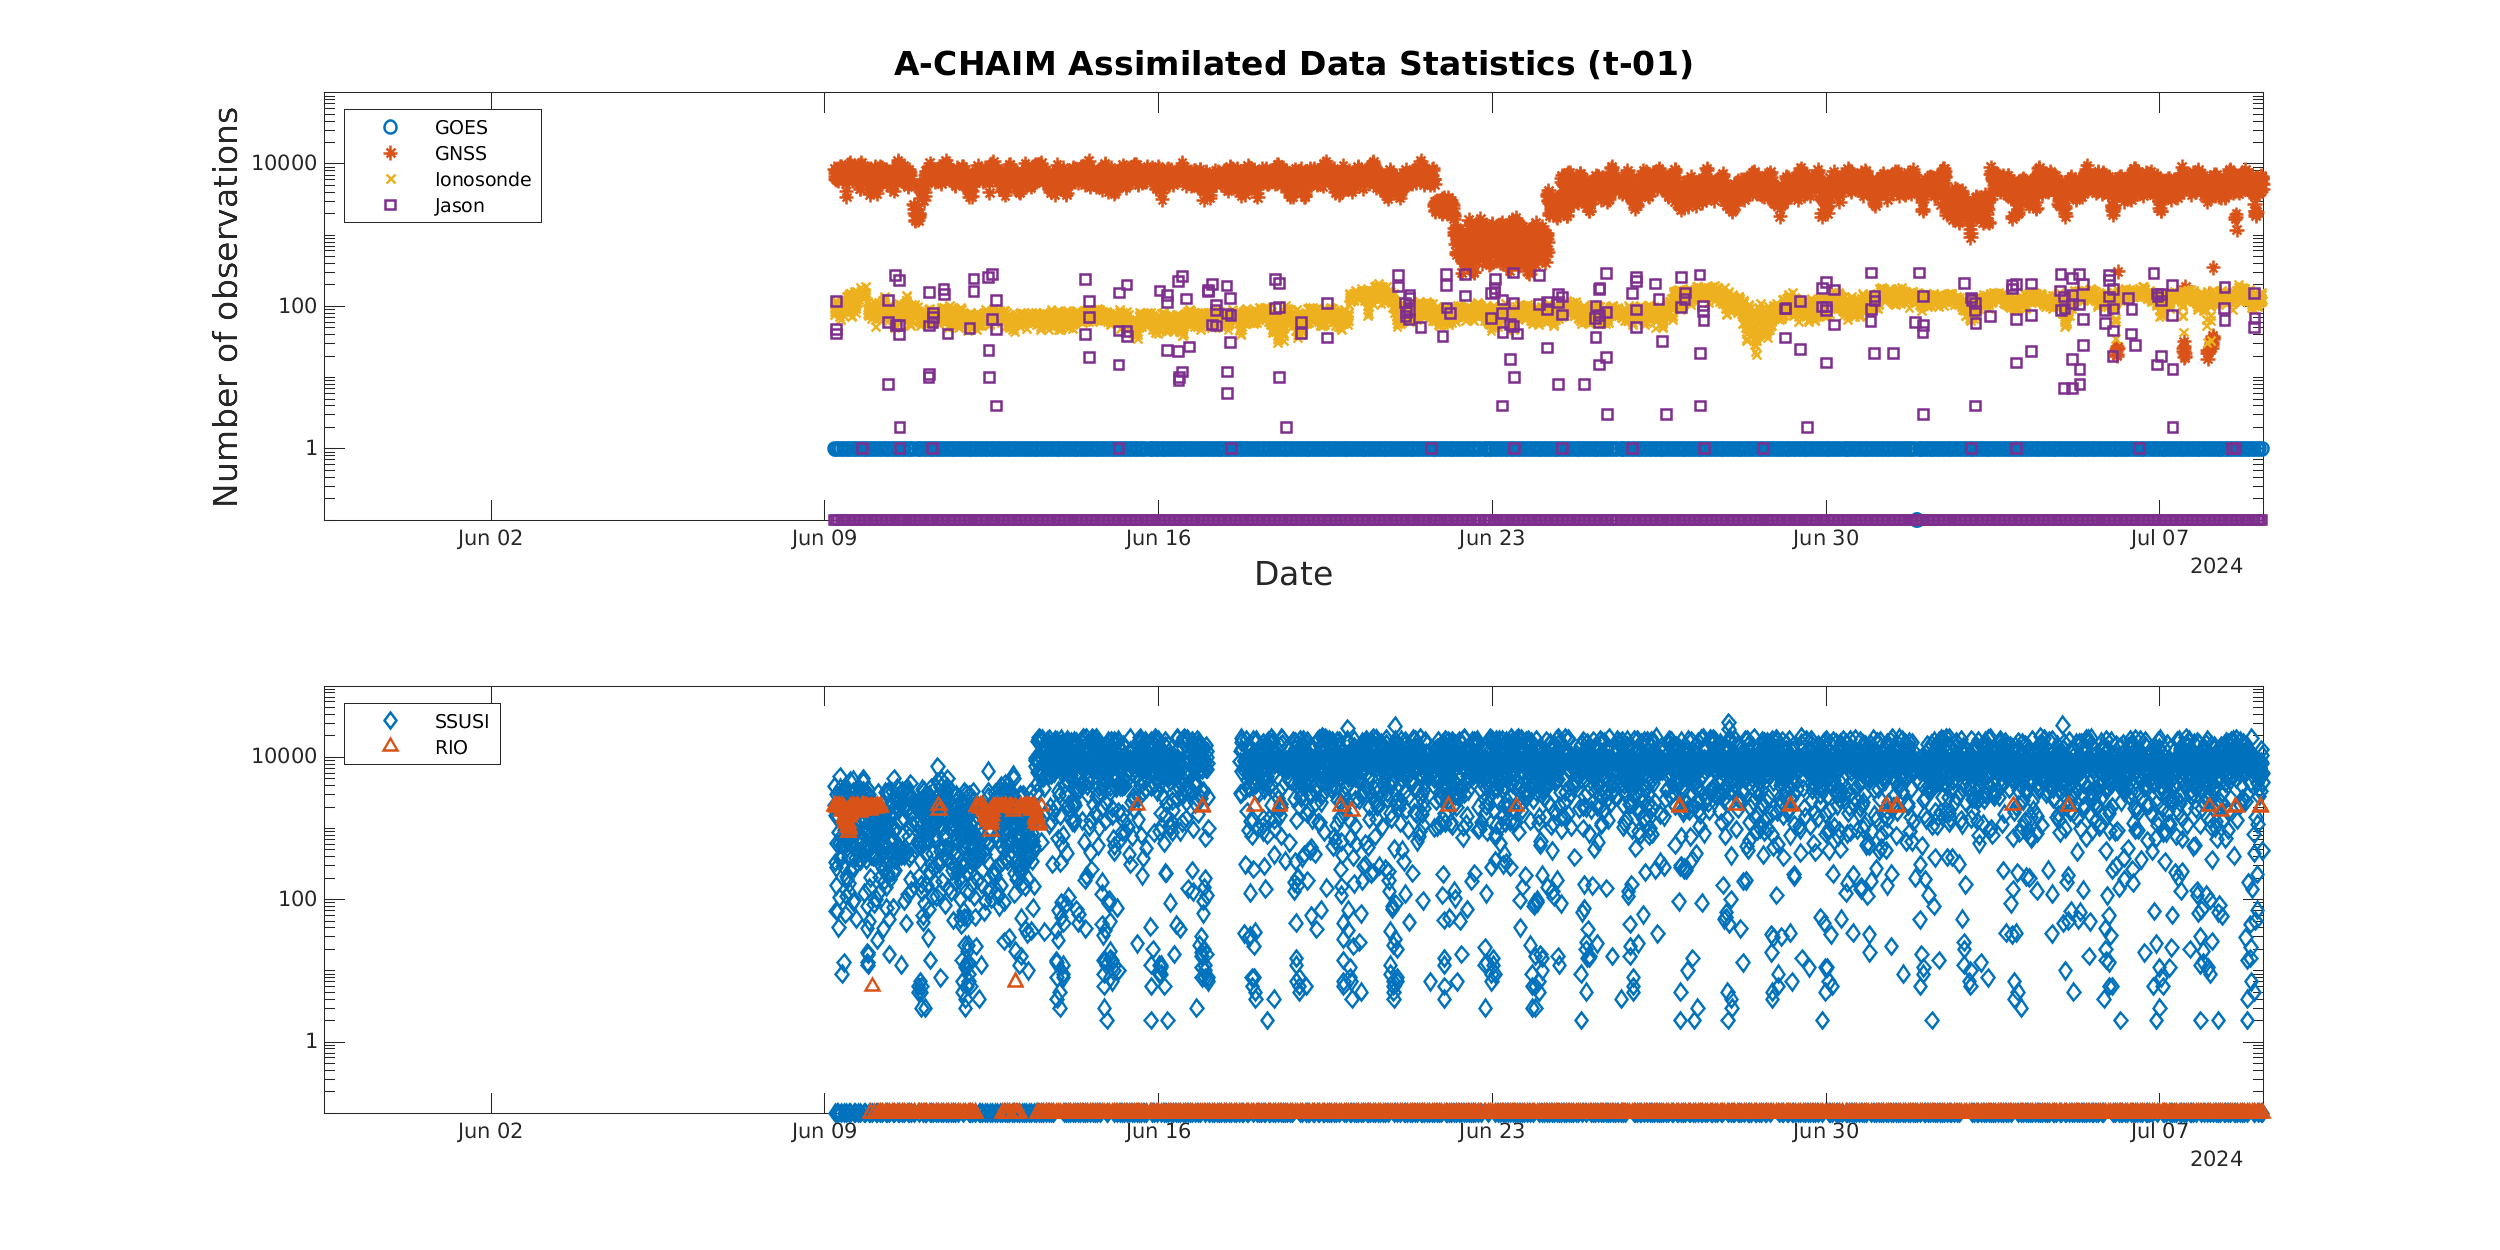 A-CHAIM Assimilated Data Statistics (t-01)
Number of observations
10000
100
1
GOES
GNSS
Ionosonde
Jason
Jun 02
Jun 09
Jun 16
Jun 23
Jun 30
Jul 07
2024
Date
10000
100
1
SSUSI
RIO
Jun 02
Jun 09
Jun 16
Jun 23
Jun 30
Jul 07
2024